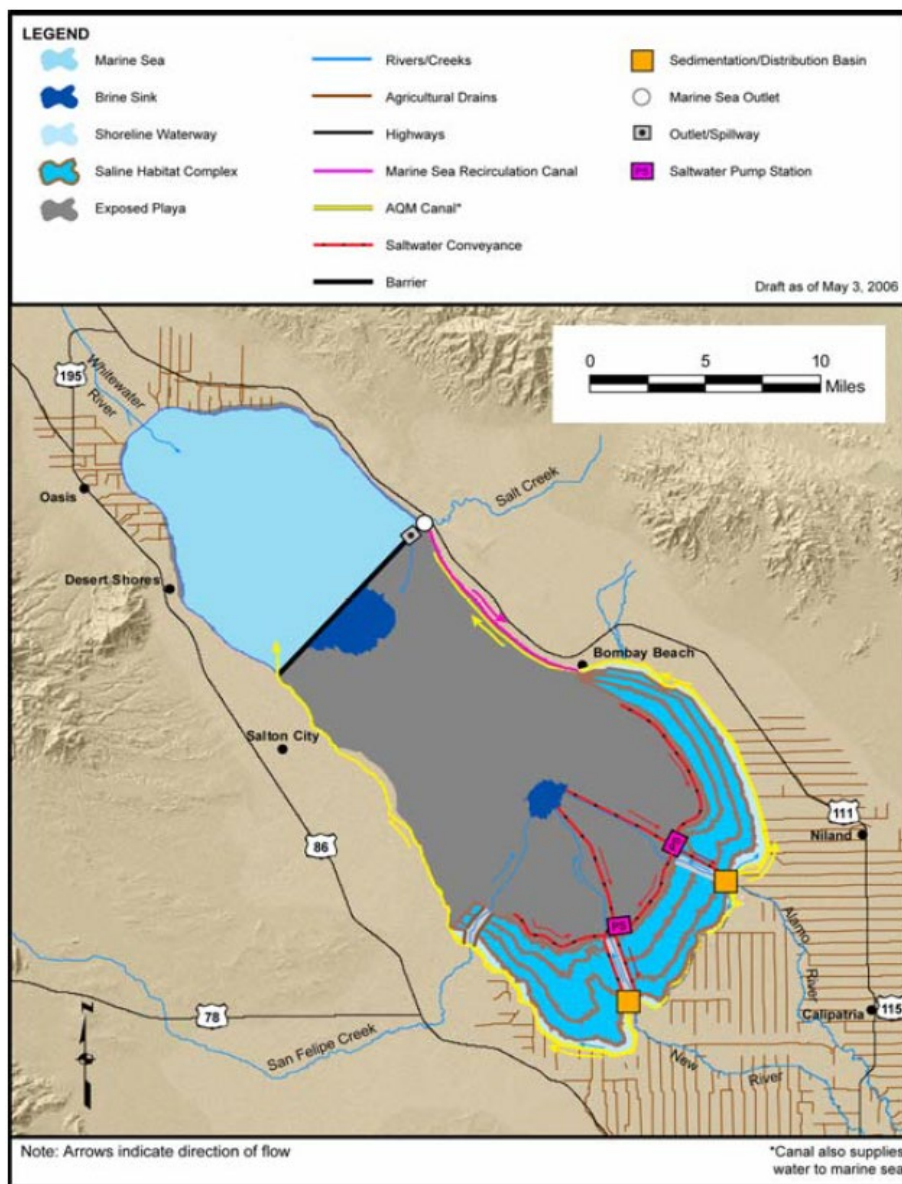 LEGEND
Marine Sea
Brine Sink
Shoreline Waterway
Saline Habitat Complex
Exposed Playa
Rivers/Creeks
Agricultural Drains
Highways
Marine Sea Recirculation Canal
AQM Canal*
Saltwater Conveyance
Barrier
Sedimentation/Distribution Basin
Marine Sea Outlet
Outlet/Spillway
PS
Saltwater Pump Station
Draft as of May 3, 2006
0 5 10
Miles
195
Whitewater
River
Oasis
Salt Creek
Desert Shores
Bombay Beach
Salton City
86
111
Niland
PS
PS
Alamo
River
78
San Felipe Creek
New
River
Calipatria
115
N
Note: Arrows indicate direction of flow
*Canal also supplies
water to marine sea